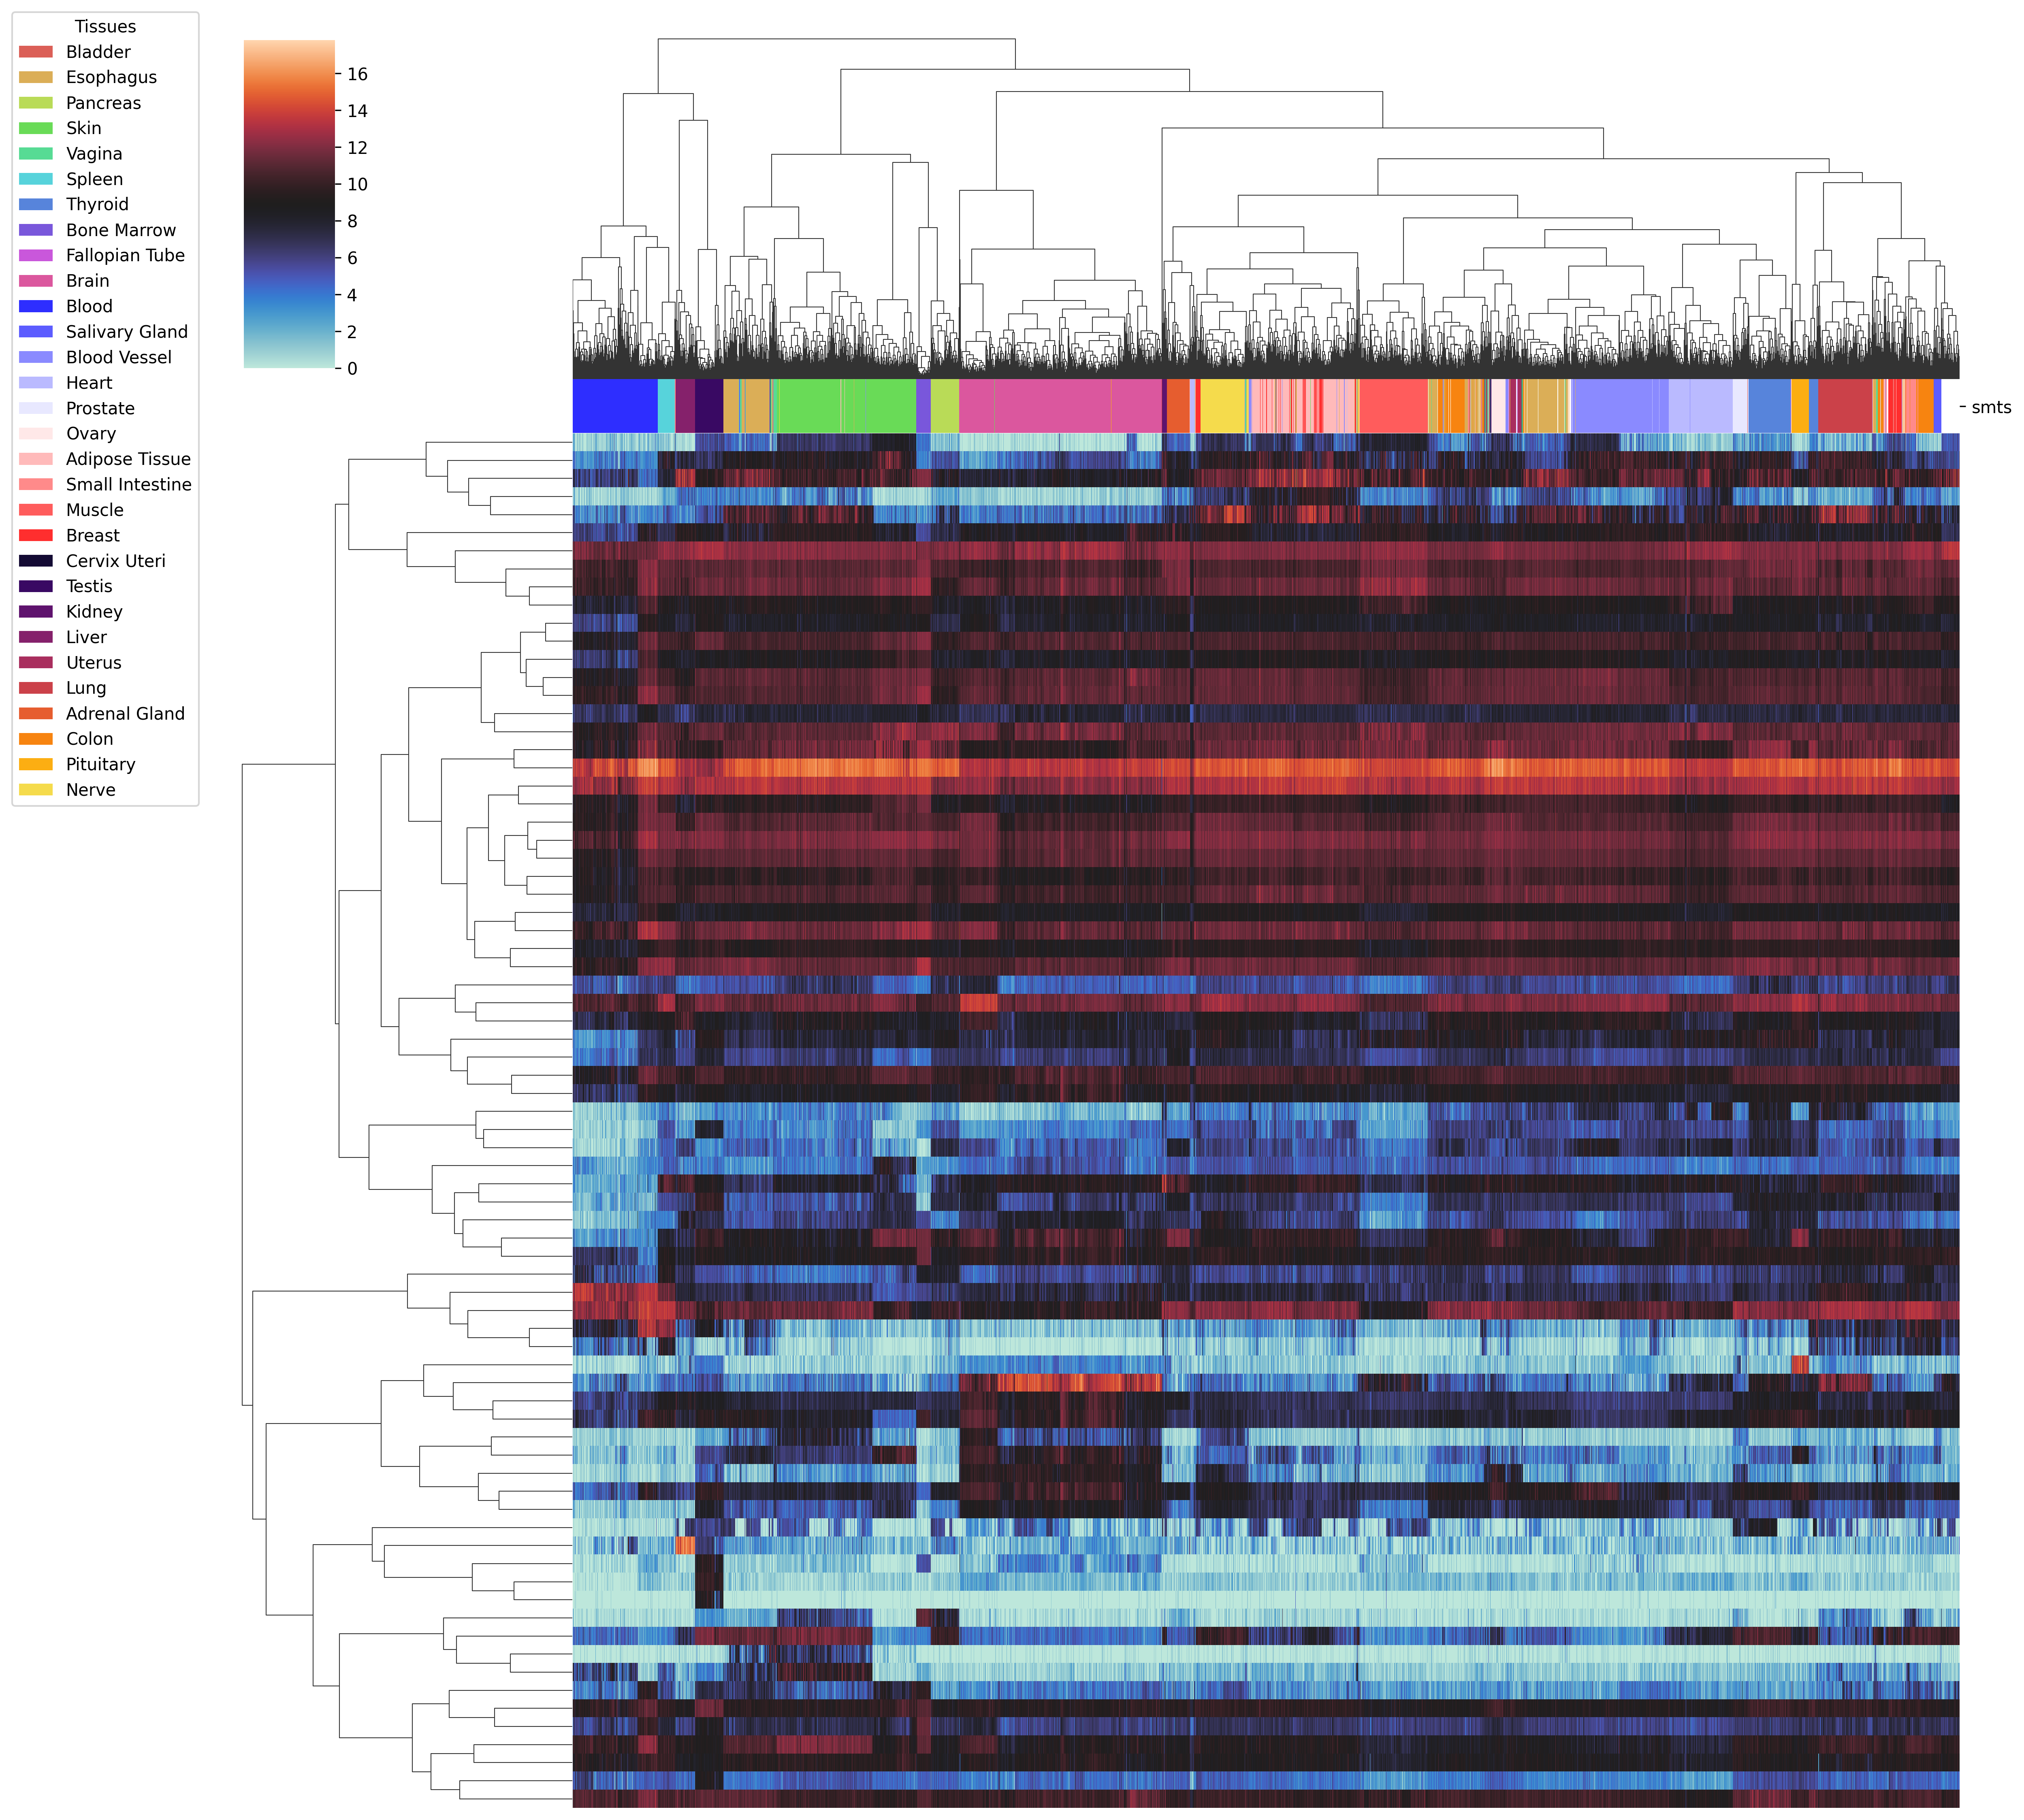 Tissues
Bladder
Esophagus
Pancreas
Skin
Vagina
Spleen
Thyroid
Bone Marrow
Fallopian Tube
Brain
Blood
Salivary Gland
Blood Vessel
Heart
Prostate
Ovary
Adipose Tissue
Small Intestine
Muscle
Breast
Cervix Uteri
Testis
Kidney
Liver
Uterus
Lung
Adrenal Gland
Colon
Pituitary
Nerve
16
14
12
10
8
6
4
2
0
smts